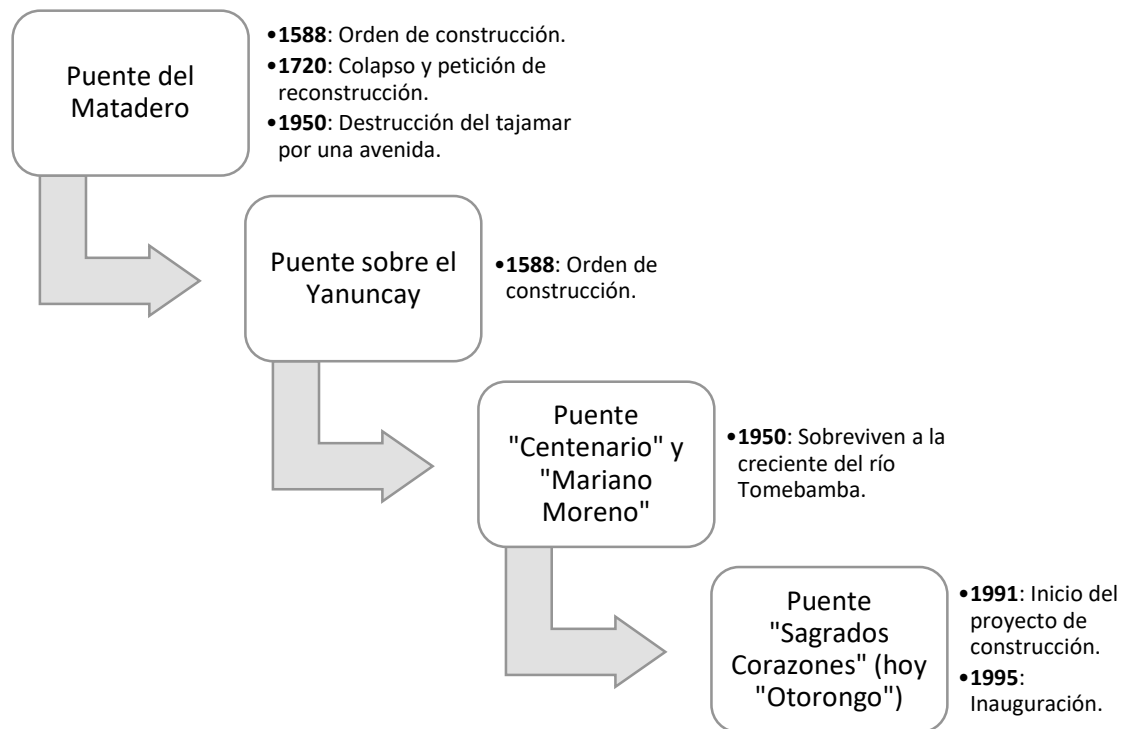 Puente del
Matadero
•1588: Orden de construcción.
•1720: Colapso y petición de
reconstrucción.
•1950: Destrucción del tajamar
por una avenida.
Puente sobre el
Yanuncay
•1588: Orden de
construcción.
Puente
"Centenario" y
"Mariano
Moreno"
•1950: Sobreviven a la
creciente del río
Tomebamba.
Puente
"Sagrados
Corazones" (hoy
"Otorongo")
•1991: Inicio del
proyecto de
construcción.
•1995:
Inauguración.